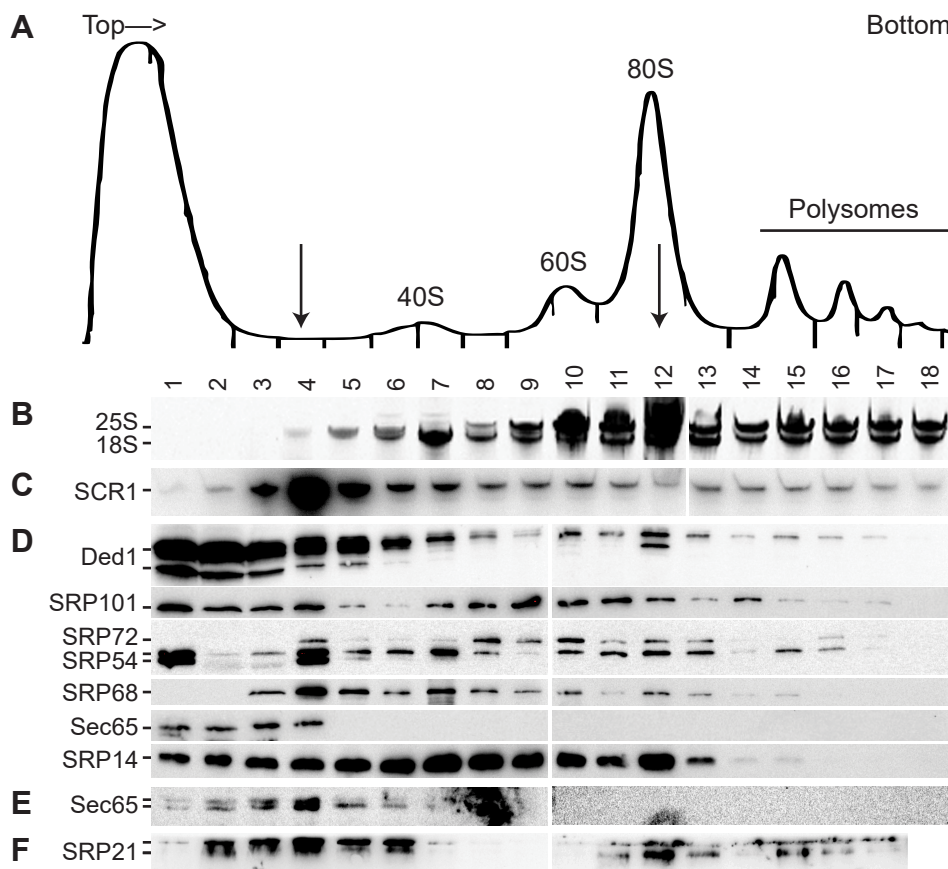 A Top—> Bottom
80S
Polysomes
60S
40S
1 2 3 4 5 6 7 8 9 10 11 12 13 14 15 16 17 18
B 25S
18S
C SCR1
D Ded1
SRP101
SRP72
SRP54
SRP68
Sec65
SRP14
E Sec65
F SRP21